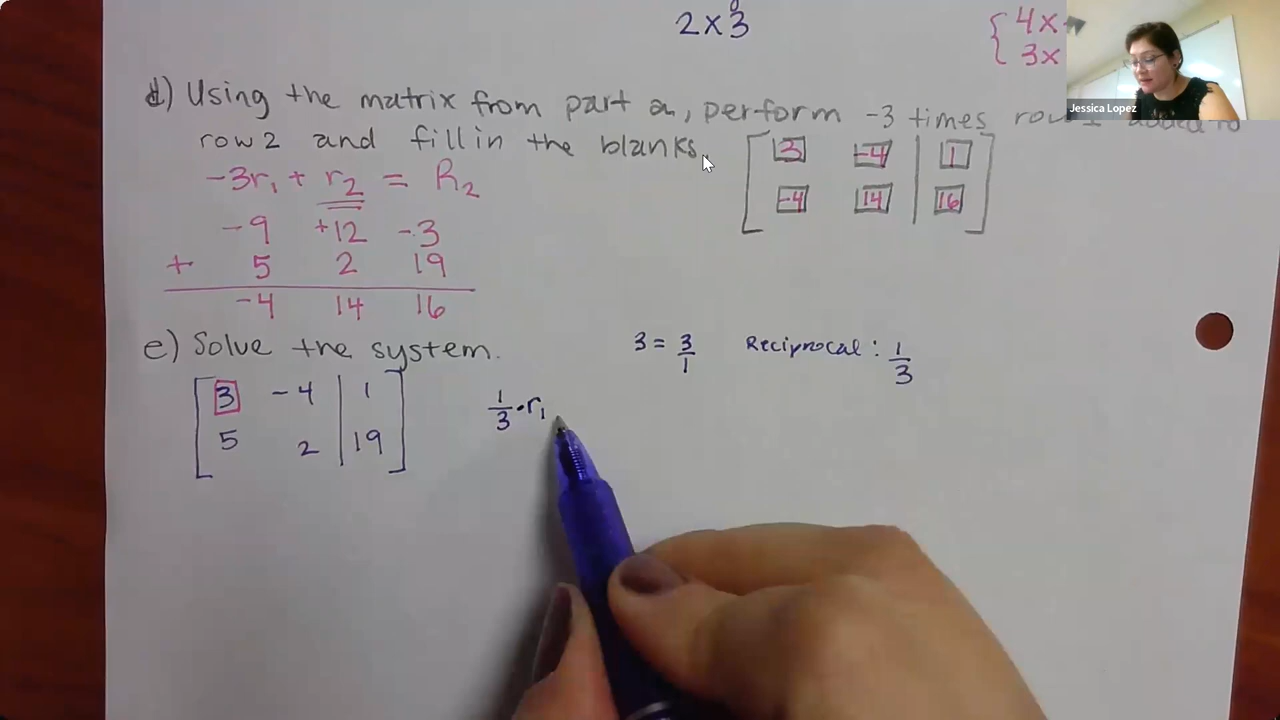 2x3
{ 4x
3x
Jessica Lopez
d) Using the matrix from part a, perform -3 times row added to
row 2 and fill in the blanks.
[ 3 -4 | 1 ]
[ -4 14 | 16 ]
-3r₁ + r₂ = R₂
-9 +12 -3
+ 5 2 19
-4 14 16
e) Solve the system.
3 = 3/1 Reciprocal: 1/3
[ 3 -4 | 1 ]
[ 5 2 | 19 ]
1/3 • r₁